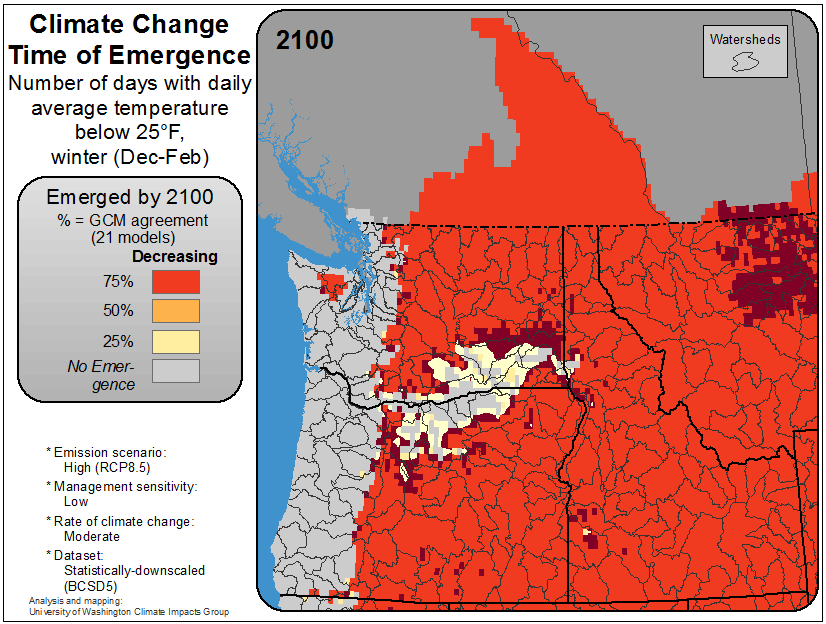 Climate Change
Time of Emergence
Number of days with daily
average temperature
below 25°F,
winter (Dec-Feb)
Emerged by 2100
% = GCM agreement
(21 models)
Decreasing
75%
50%
25%
No Emer-
gence
* Emission scenario:
High (RCP8.5)
* Management sensitivity:
Low
* Rate of climate change:
Moderate
* Dataset:
Statistically-downscaled
(BCSD5)
Analysis and mapping:
University of Washington Climate Impacts Group
2100
Watersheds